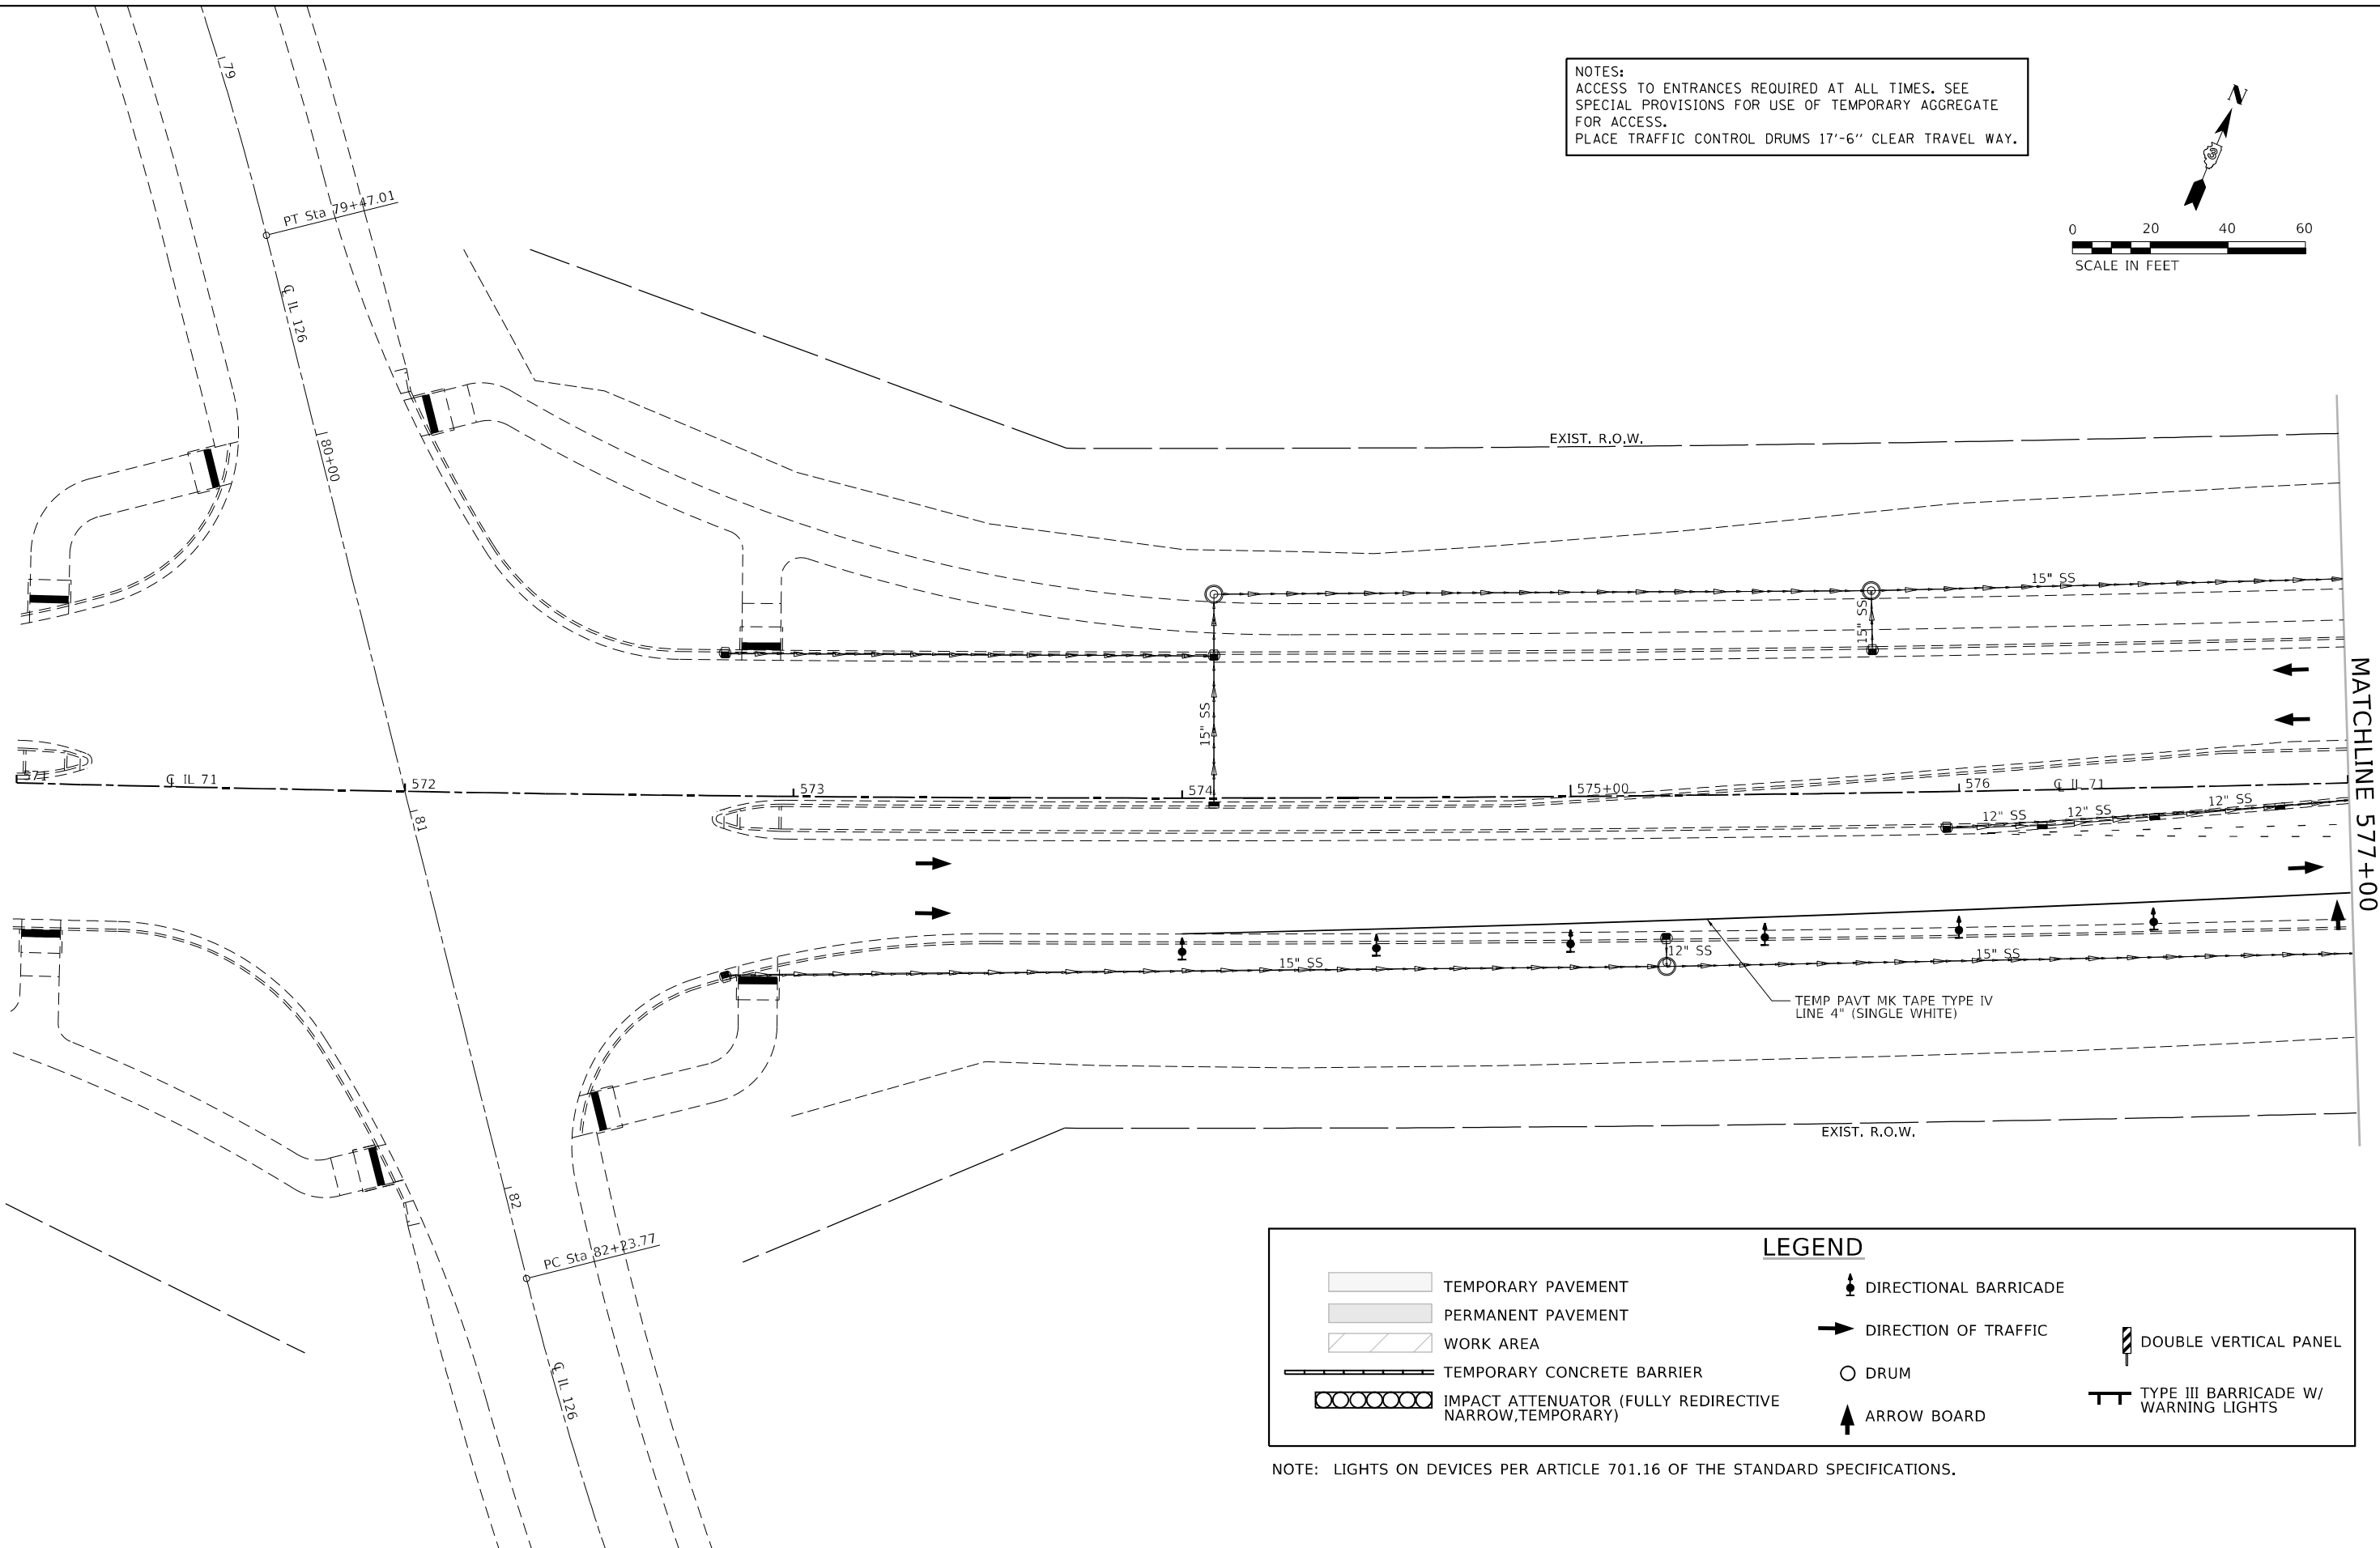 NOTES:
ACCESS TO ENTRANCES REQUIRED AT ALL TIMES. SEE
SPECIAL PROVISIONS FOR USE OF TEMPORARY AGGREGATE
FOR ACCESS.
PLACE TRAFFIC CONTROL DRUMS 17'-6" CLEAR TRAVEL WAY.
N
3
0 20 40 60
SCALE IN FEET
79
PT Sta 79+47.01
℄ IL 126
80+00
EXIST. R.O.W.
15" SS
15" SS
15" SS
MATCHLINE 577+00
571
℄ IL 71
572
573
574
575+00
576
℄ IL 71
81
12" SS
12" SS
12" SS
12" SS
15" SS
15" SS
TEMP PAVT MK TAPE TYPE IV
LINE 4" (SINGLE WHITE)
EXIST. R.O.W.
82
PC Sta 82+23.77
℄ IL 126
LEGEND
TEMPORARY PAVEMENT
PERMANENT PAVEMENT
WORK AREA
TEMPORARY CONCRETE BARRIER
IMPACT ATTENUATOR (FULLY REDIRECTIVE
NARROW,TEMPORARY)
DIRECTIONAL BARRICADE
DIRECTION OF TRAFFIC
DRUM
ARROW BOARD
DOUBLE VERTICAL PANEL
TYPE III BARRICADE W/
WARNING LIGHTS
NOTE: LIGHTS ON DEVICES PER ARTICLE 701.16 OF THE STANDARD SPECIFICATIONS.